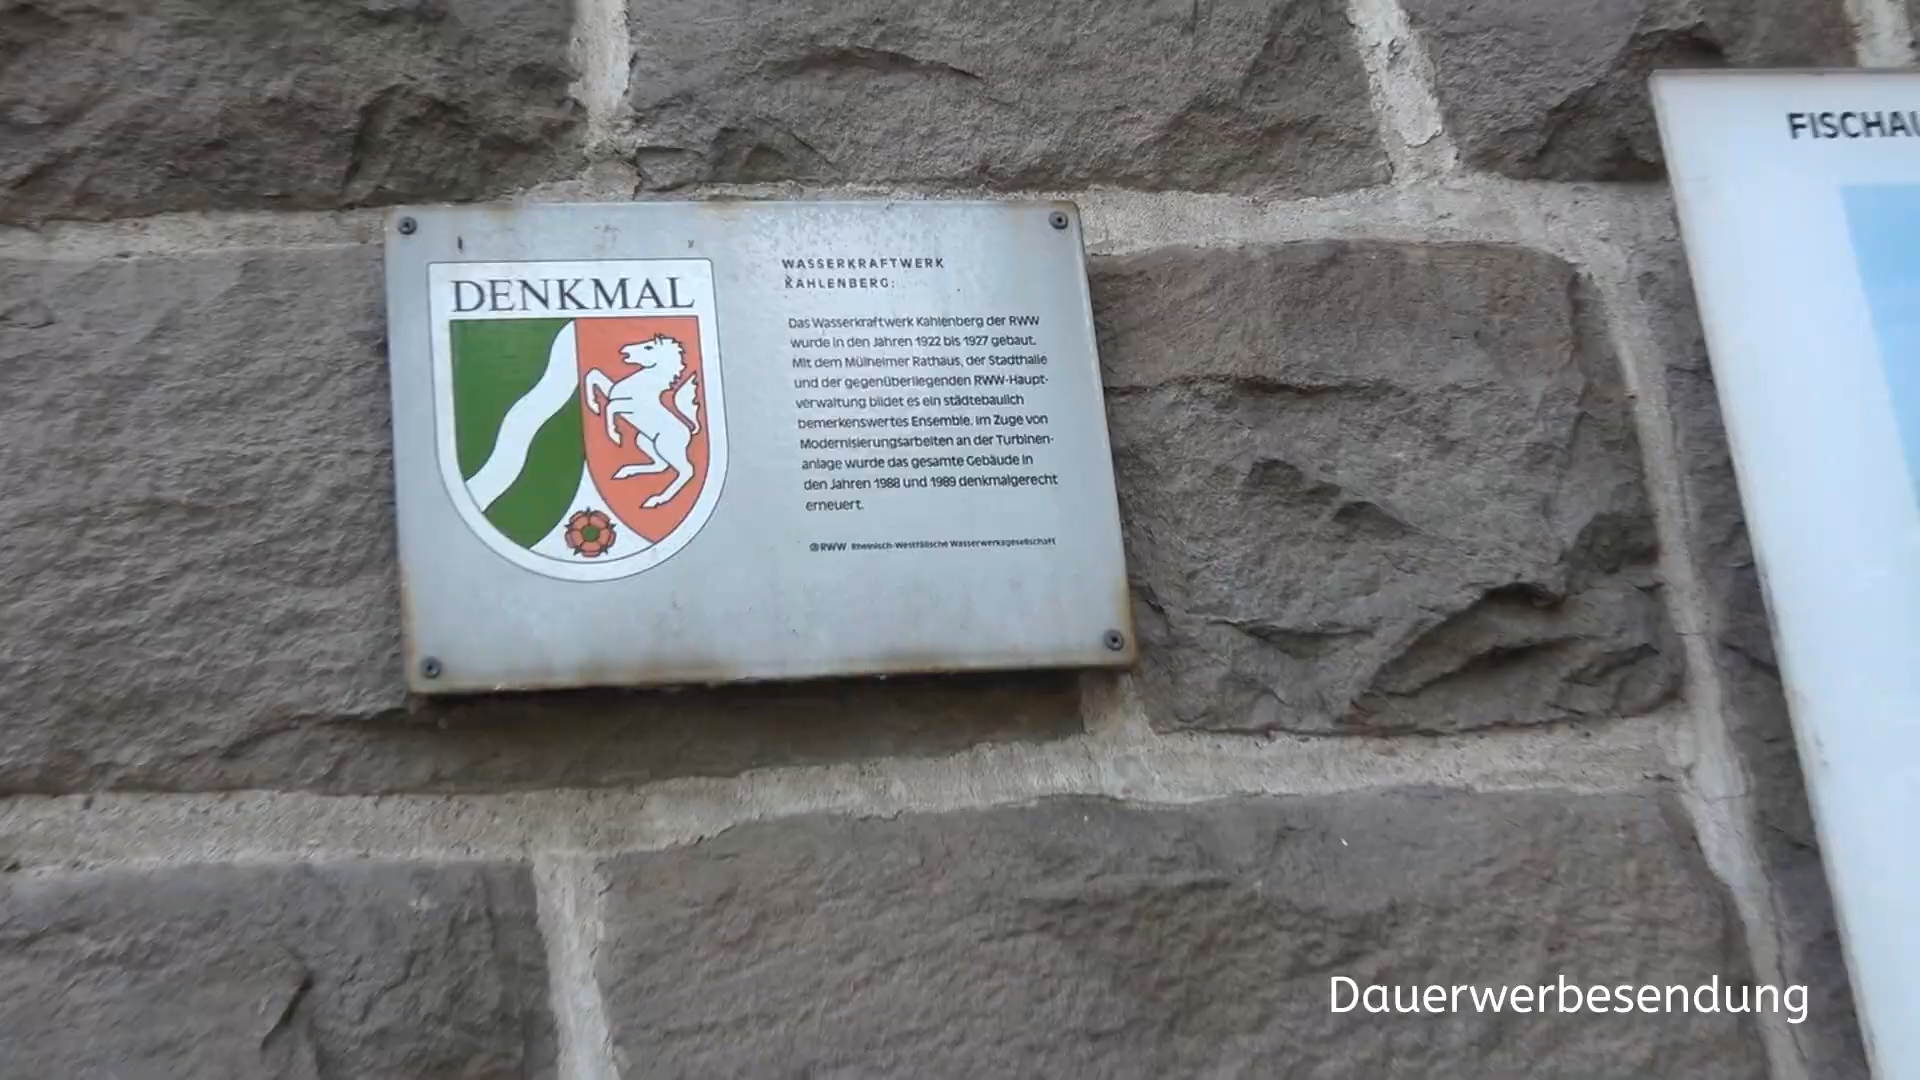 DENKMAL
WASSERKRAFTWERK
KAHLENBERG:
Das Wasserkraftwerk Kahlenberg der RWW
wurde in den Jahren 1922 bis 1927 gebaut.
Mit dem Mülheimer Rathaus, der Stadthalle
und der gegenüberliegenden RWW-Haupt-
verwaltung bildet es ein städtebaulich
bemerkenswertes Ensemble. Im Zuge von
Modernisierungsarbeiten an der Turbinen-
anlage wurde das gesamte Gebäude in
den Jahren 1988 und 1989 denkmalgerecht
erneuert.
RWW Rheinisch-Westfälische Wasserwerksgesellschaft
FISCHAU
Dauerwerbesendung